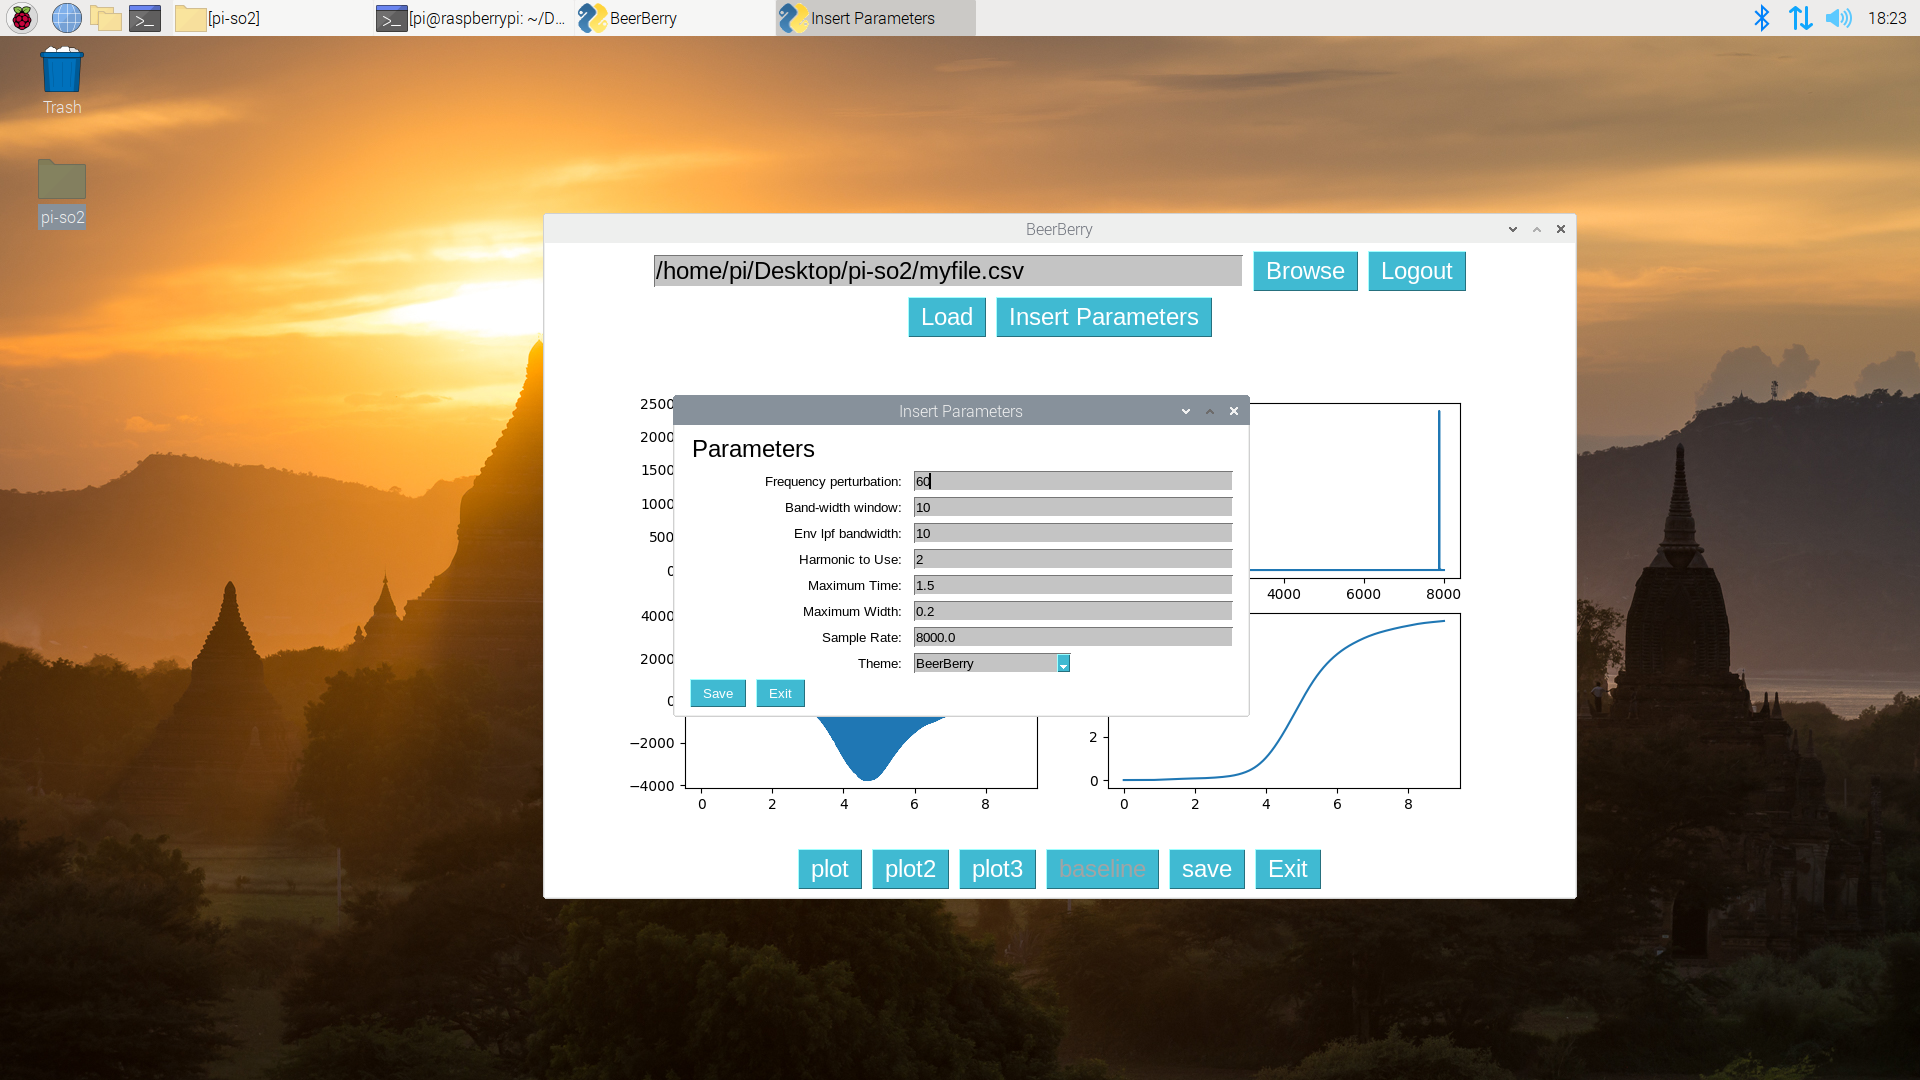 [pi-so2]
[pi@raspberrypi: ~/D...
BeerBerry
Insert Parameters
18:23
Trash
pi-so2
BeerBerry
/home/pi/Desktop/pi-so2/myfile.csv
Browse
Logout
Load
Insert Parameters
2500
2000
1500
1000
500
0
4000
6000
8000
Insert Parameters
Parameters
Frequency perturbation: 60
Band-width window: 10
Env lpf bandwidth: 10
Harmonic to Use: 2
Maximum Time: 1.5
Maximum Width: 0.2
Sample Rate: 8000.0
Theme: BeerBerry
Save
Exit
4000
2000
0
−2000
−4000
0 2 4 6 8
2
0
0 2 4 6 8
plot
plot2
plot3
baseline
save
Exit